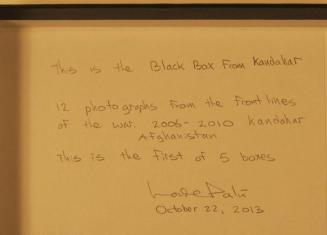 This is the Black Box From Kandahar
12 photographs from the front lines
of the war. 2006-2010 Kandahar
Afghanistan
This is the first of 5 boxes
October 22, 2013